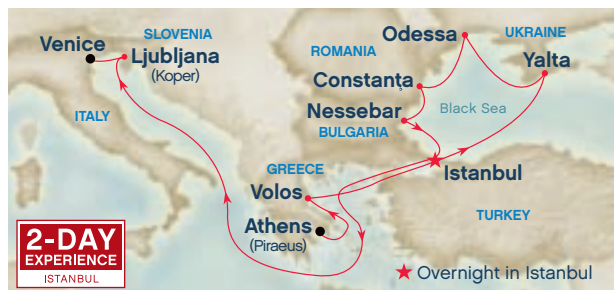 SLOVENIA
Venice
Ljubljana
(Koper)
ITALY
ROMANIA
Odessa
UKRAINE
Yalta
Constanța
Nessebar
BULGARIA
Black Sea
GREECE
Volos
Athens
(Piraeus)
Istanbul
TURKEY
2-DAY
EXPERIENCE
ISTANBUL
★ Overnight in Istanbul